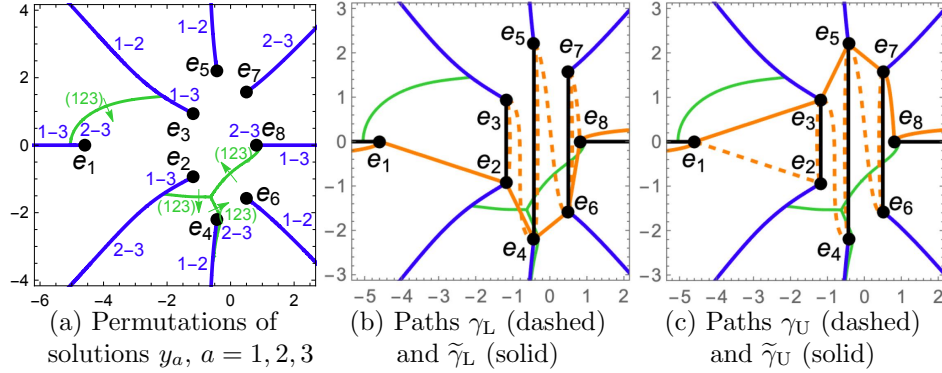 4
2
0
−2
−4
−6
−4
−2
0
2
1−2
1−2
2−3
(123)
1−3
1−3
2−3
2−3
1−3
1−3
(123)
(123)
(123)
2−3
1−2
2−3
1−2
e5
e7
e3
e8
e1
e2
e6
e4
3
2
1
0
−1
−2
−3
−5
−4
−3
−2
−1
0
1
2
e5
e7
e3
e8
e1
e2
e6
e4
3
2
1
0
−1
−2
−3
−5
−4
−3
−2
−1
0
1
2
e5
e7
e3
e8
e1
e2
e6
e4
(a) Permutations of
solutions yₐ, a = 1, 2, 3
(b) Paths γ_L (dashed)
and γ̃_L (solid)
(c) Paths γ_U (dashed)
and γ̃_U (solid)